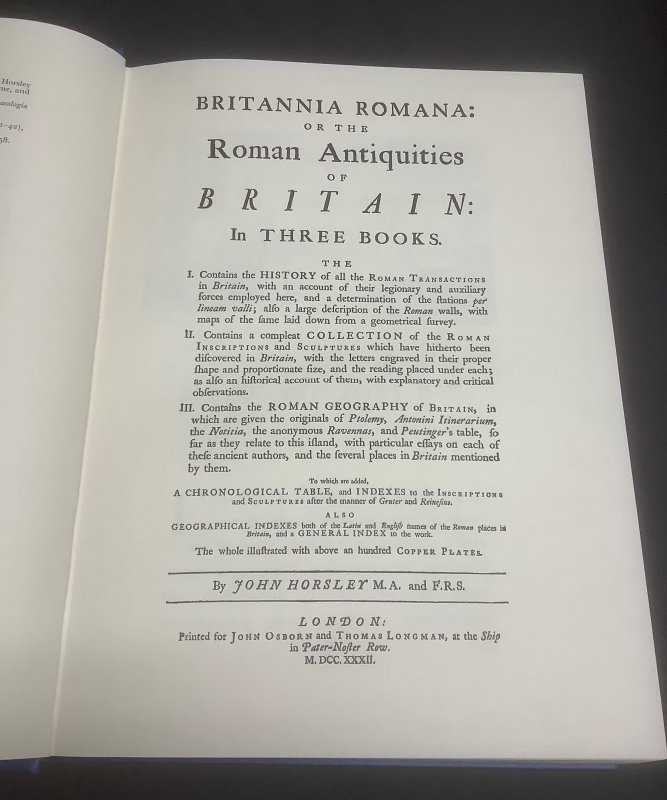 Horsley
ne, and
aeologia
1–42),
58.
BRITANNIA ROMANA:
OR THE
Roman Antiquities
OF
BRITAIN:
In THREE BOOKS.
THE
I. Contains the HISTORY of all the ROMAN TRANSACTIONS
in Britain, with an account of their legionary and auxiliary
forces employed here, and a determination of the ſtations per
lineam valli; alſo a large deſcription of the Roman walls, with
maps of the ſame laid down from a geometrical ſurvey.
II. Contains a compleat COLLECTION of the ROMAN
INSCRIPTIONS and SCULPTURES which have hitherto been
diſcovered in Britain, with the letters engraved in their proper
ſhape and proportionate ſize, and the reading placed under each;
as alſo an hiſtorical account of them, with explanatory and critical
obſervations.
III. Contains the ROMAN GEOGRAPHY of BRITAIN, in
which are given the originals of Ptolemy, Antonini Itinerarium,
the Notitia, the anonymous Ravennas, and Peutinger's table, ſo
far as they relate to this iſland, with particular eſſays on each of
theſe ancient authors, and the ſeveral places in Britain mentioned
by them.
To which are added,
A CHRONOLOGICAL TABLE, and INDEXES to the INSCRIPTIONS
and SCULPTURES after the manner of Gruter and Reineſius.
ALSO
GEOGRAPHICAL INDEXES both of the Latin and Engliſh names of the Roman places in
Britain, and a GENERAL INDEX to the work.
The whole illuſtrated with above an hundred COPPER PLATES.
By JOHN HORSLEY M.A. and F.R.S.
LONDON:
Printed for JOHN OSBORN and THOMAS LONGMAN, at the Ship
in Pater-Noſter Row.
M.DCC.XXXII.